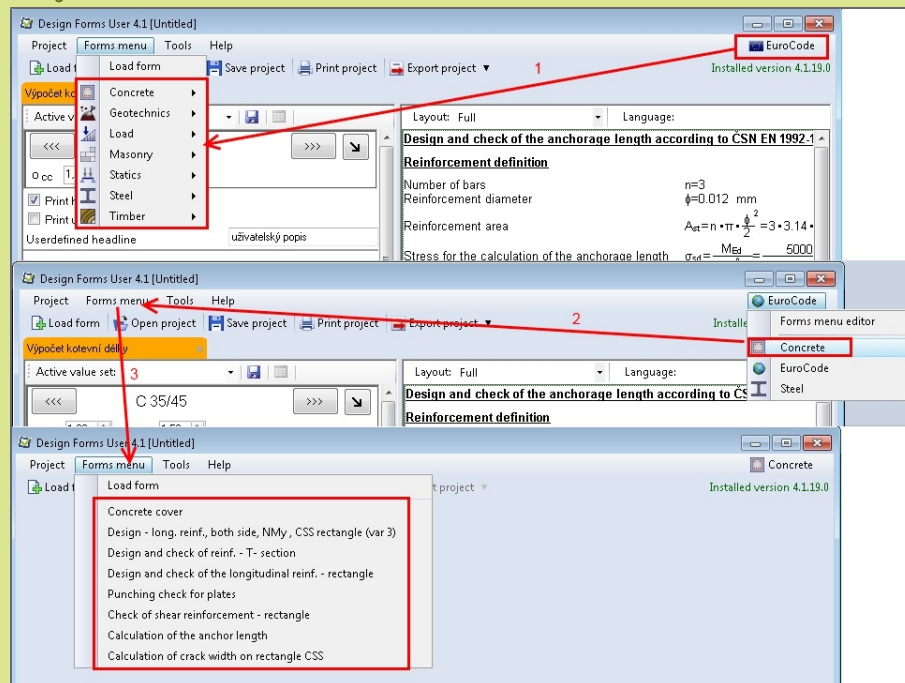 Design Forms User 4.1 [Untitled]
Project Forms menu Tools Help EuroCode
Load form Save project Print project Export project ▼ 1 Installed version 4.1.19.0
Concrete
Geotechnics
Load
Masonry
Statics
Steel
Timber
Active
<<< >>>
Print
Print
Userdefined headline uživatelský popis
Layout: Full Language:
Design and check of the anchorage length according to ČSN EN 1992-1
Reinforcement definition
Number of bars n=3
Reinforcement diameter ϕ=0.012 mm
Reinforcement area Ast=n•π•ϕ/2²=3•3.14•
Stress for the calculation of the anchorage length σsd=MEd = 5000
Design Forms User 4.1 [Untitled]
Project Forms menu Tools Help EuroCode
Load form Open project Save project Print project Export project ▼ 2 Installe
Forms menu editor
Concrete
EuroCode
Steel
Výpočet kotevní délky
Active value set: 3 Layout: Full Language:
<<< C 35/45 >>>
Design and check of the anchorage length according to ČS
Reinforcement definition
Design Forms User 4.1 [Untitled]
Project Forms menu Tools Help Concrete
Load t project ▼ Installed version 4.1.19.0
Load form
Concrete cover
Design - long. reinf., both side, NMy , CSS rectangle (var 3)
Design and check of reinf. - T- section
Design and check of the longitudinal reinf. - rectangle
Punching check for plates
Check of shear reinforcement - rectangle
Calculation of the anchor length
Calculation of crack width on rectangle CSS